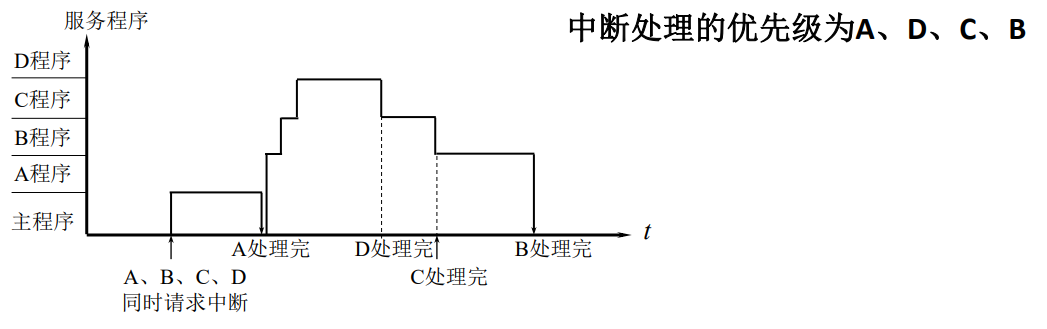 服务程序
中断处理的优先级为A、D、C、B
D程序
C程序
B程序
A程序
主程序
t
A处理完
D处理完
B处理完
A、B、C、D
同时请求中断
C处理完